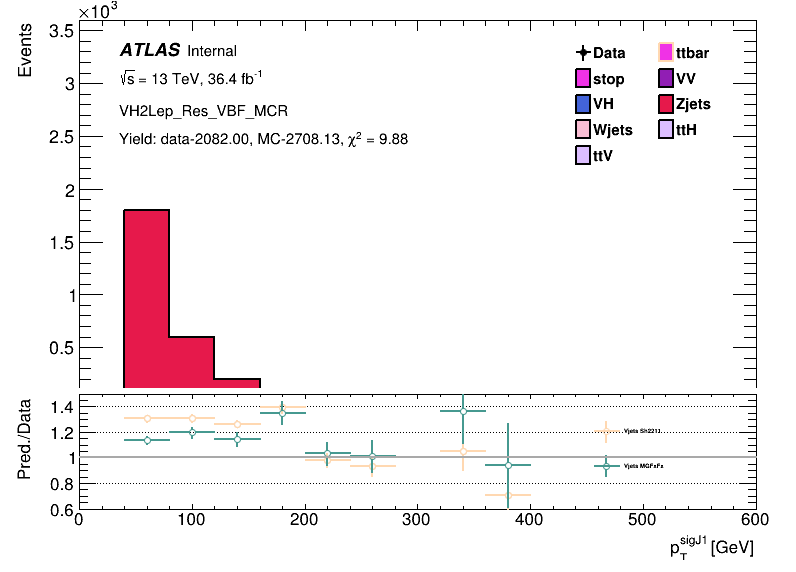 ×10³
Events
3.5
3
2.5
2
1.5
1
0.5
ATLAS Internal
√s = 13 TeV, 36.4 fb⁻¹
VH2Lep_Res_VBF_MCR
Yield: data-2082.00, MC-2708.13, χ² = 9.88
Data
ttbar
stop
VV
VH
Zjets
Wjets
ttH
ttV
Pred./Data
1.4
1.2
1
0.8
0.6
Vjets Sh2211
Vjets MGFxFx
0 100 200 300 400 500 600
p_T^sigJ1 [GeV]